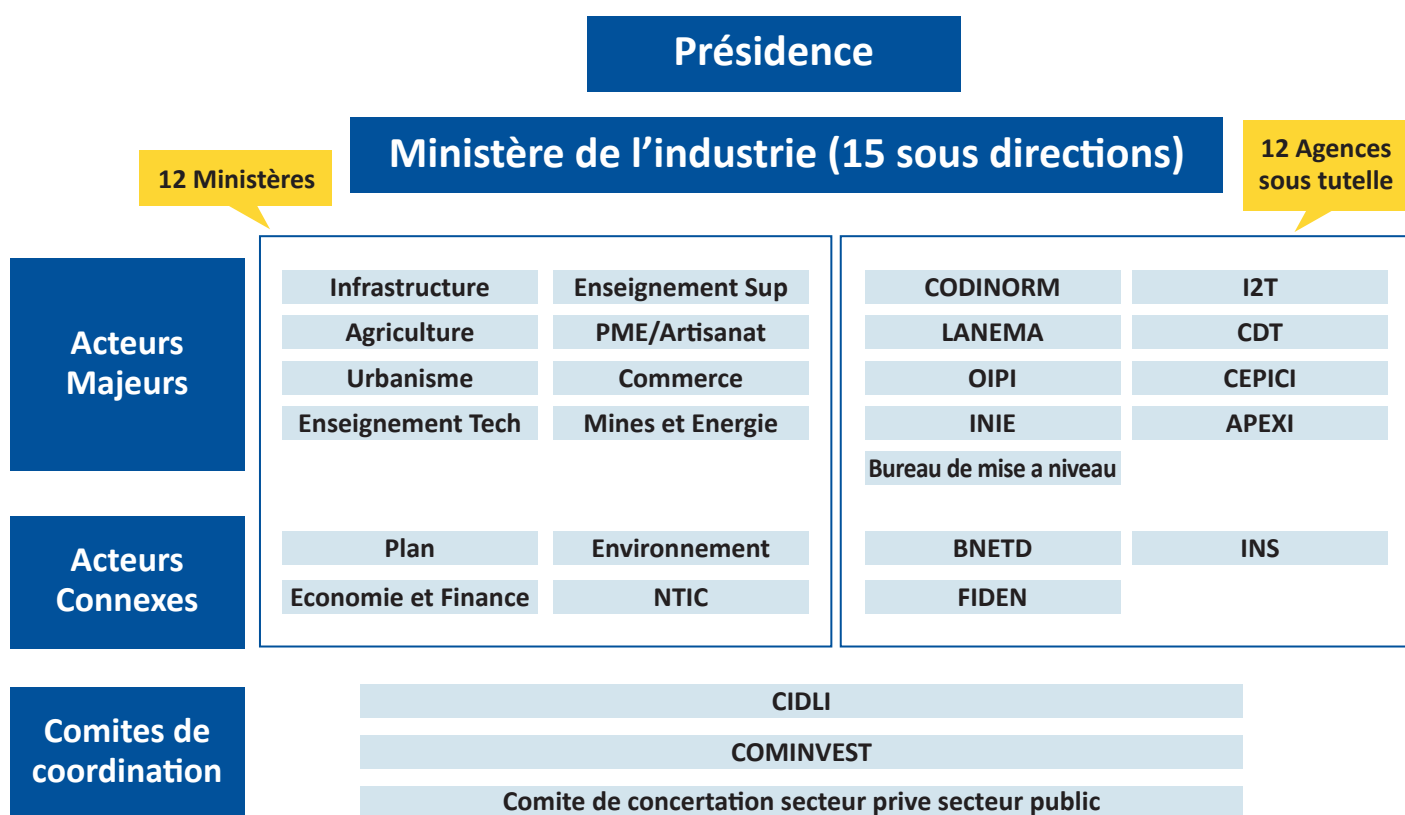 Présidence
Ministère de l'industrie (15 sous directions)
12 Ministères
12 Agences
sous tutelle
Acteurs
Majeurs
Infrastructure
Enseignement Sup
Agriculture
PME/Artisanat
Urbanisme
Commerce
Enseignement Tech
Mines et Energie
CODINORM
I2T
LANEMA
CDT
OIPI
CEPICI
INIE
APEXI
Bureau de mise a niveau
Acteurs
Connexes
Plan
Environnement
Economie et Finance
NTIC
BNETD
INS
FIDEN
Comites de
coordination
CIDLI
COMINVEST
Comite de concertation secteur prive secteur public